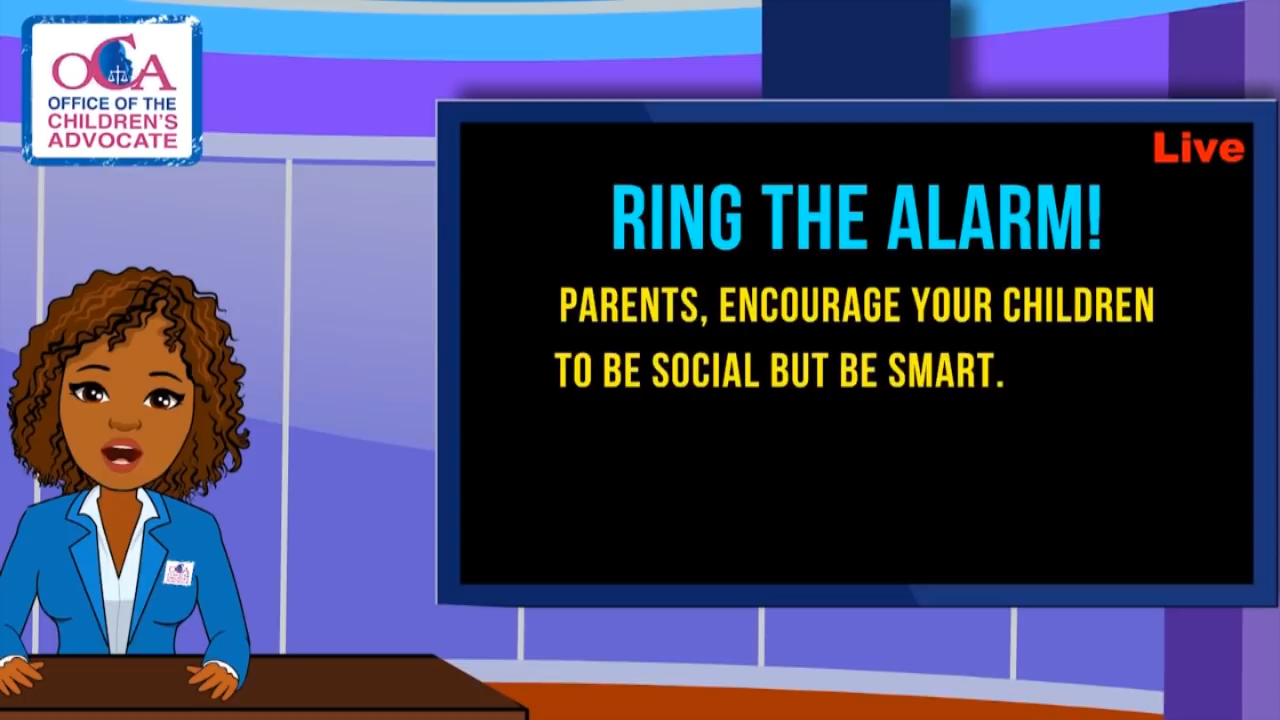 OCA
OFFICE OF THE
CHILDREN'S
ADVOCATE
Live
RING THE ALARM!
PARENTS, ENCOURAGE YOUR CHILDREN
TO BE SOCIAL BUT BE SMART.